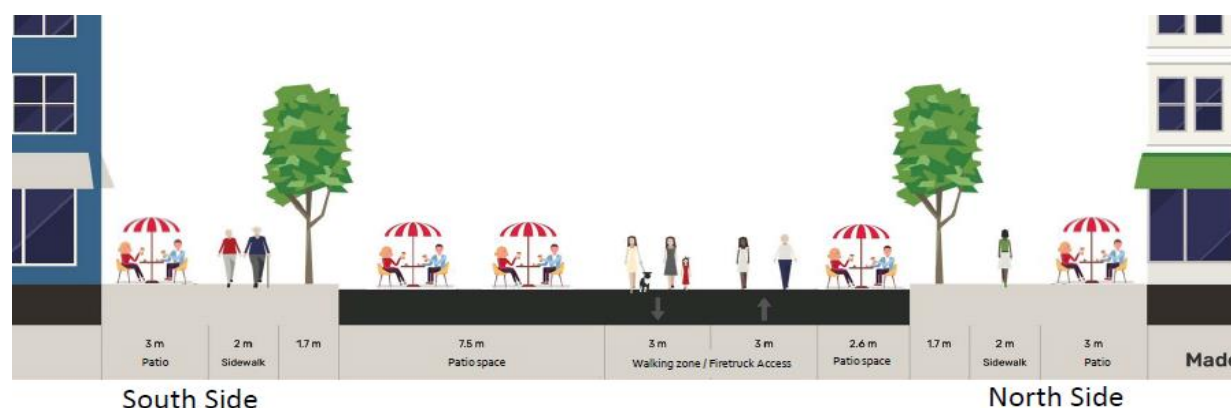 3 m 2 m 1.7 m 7.5 m 3 m 3 m 2.6 m 1.7 m 2 m 3 m
Patio Sidewalk Patio space Walking zone / Firetruck Access Patio space Sidewalk Patio Made
South Side North Side